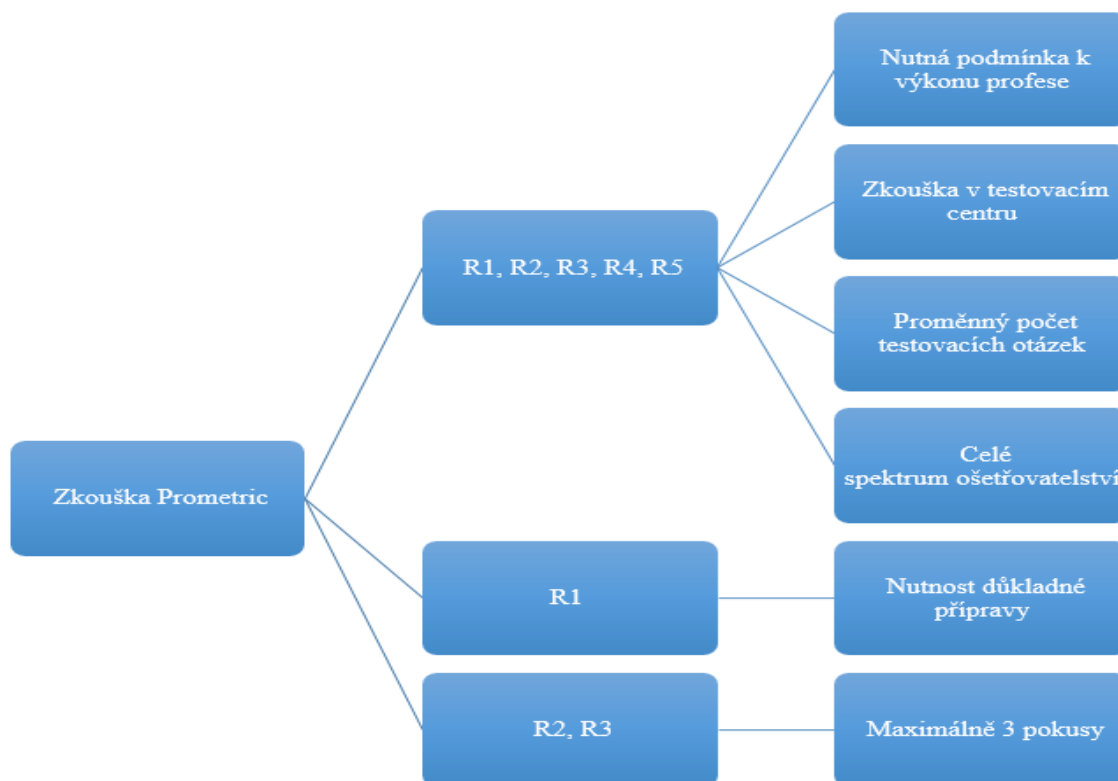 Nutná podmínka k
výkonu profese
Zkouška v testovacím
centru
R1, R2, R3, R4, R5
Proměnný počet
testovacích otázek
Celé
spektrum ošetřovatelství
Zkouška Prometric
R1
Nutnost důkladné
přípravy
R2, R3
Maximálně 3 pokusy